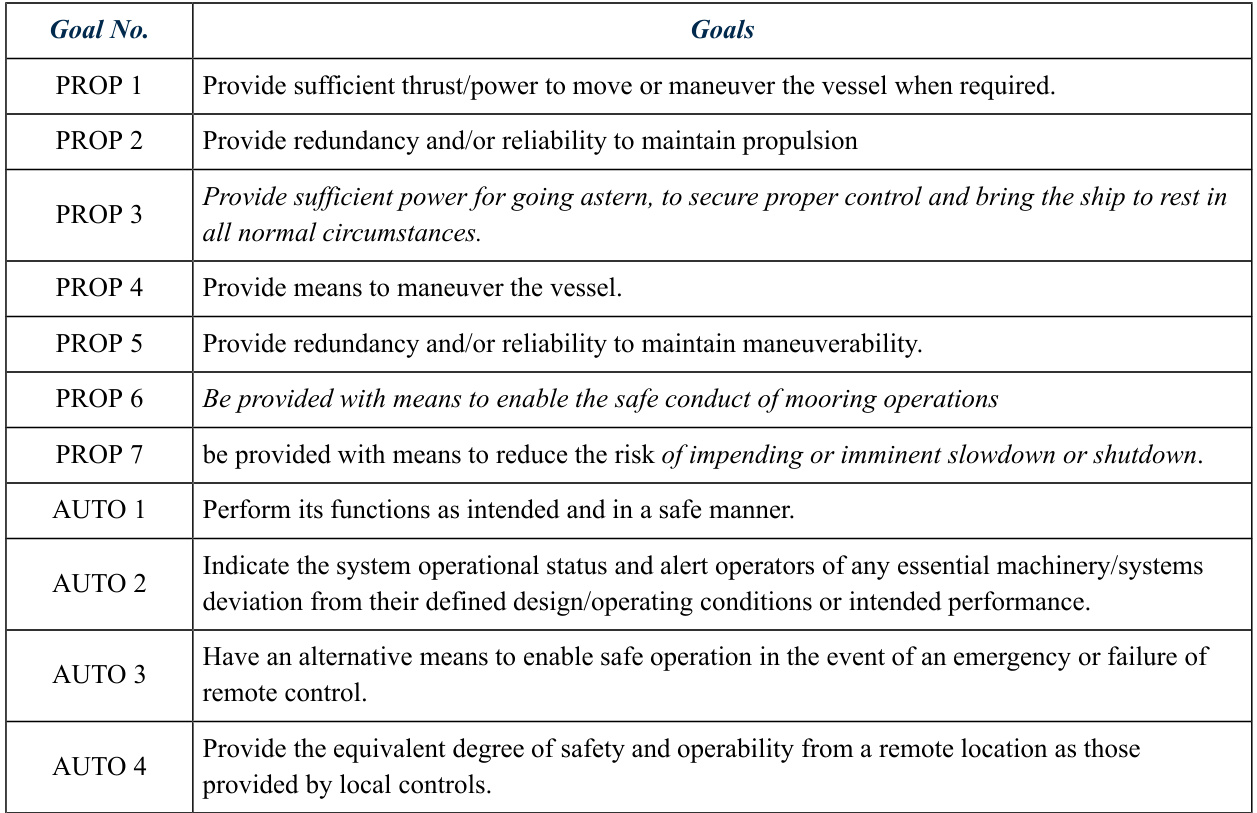 Goal No. Goals
PROP 1 Provide sufficient thrust/power to move or maneuver the vessel when required.
PROP 2 Provide redundancy and/or reliability to maintain propulsion
PROP 3 Provide sufficient power for going astern, to secure proper control and bring the ship to rest in
all normal circumstances.
PROP 4 Provide means to maneuver the vessel.
PROP 5 Provide redundancy and/or reliability to maintain maneuverability.
PROP 6 Be provided with means to enable the safe conduct of mooring operations
PROP 7 be provided with means to reduce the risk of impending or imminent slowdown or shutdown.
AUTO 1 Perform its functions as intended and in a safe manner.
AUTO 2 Indicate the system operational status and alert operators of any essential machinery/systems
deviation from their defined design/operating conditions or intended performance.
AUTO 3 Have an alternative means to enable safe operation in the event of an emergency or failure of
remote control.
AUTO 4 Provide the equivalent degree of safety and operability from a remote location as those
provided by local controls.